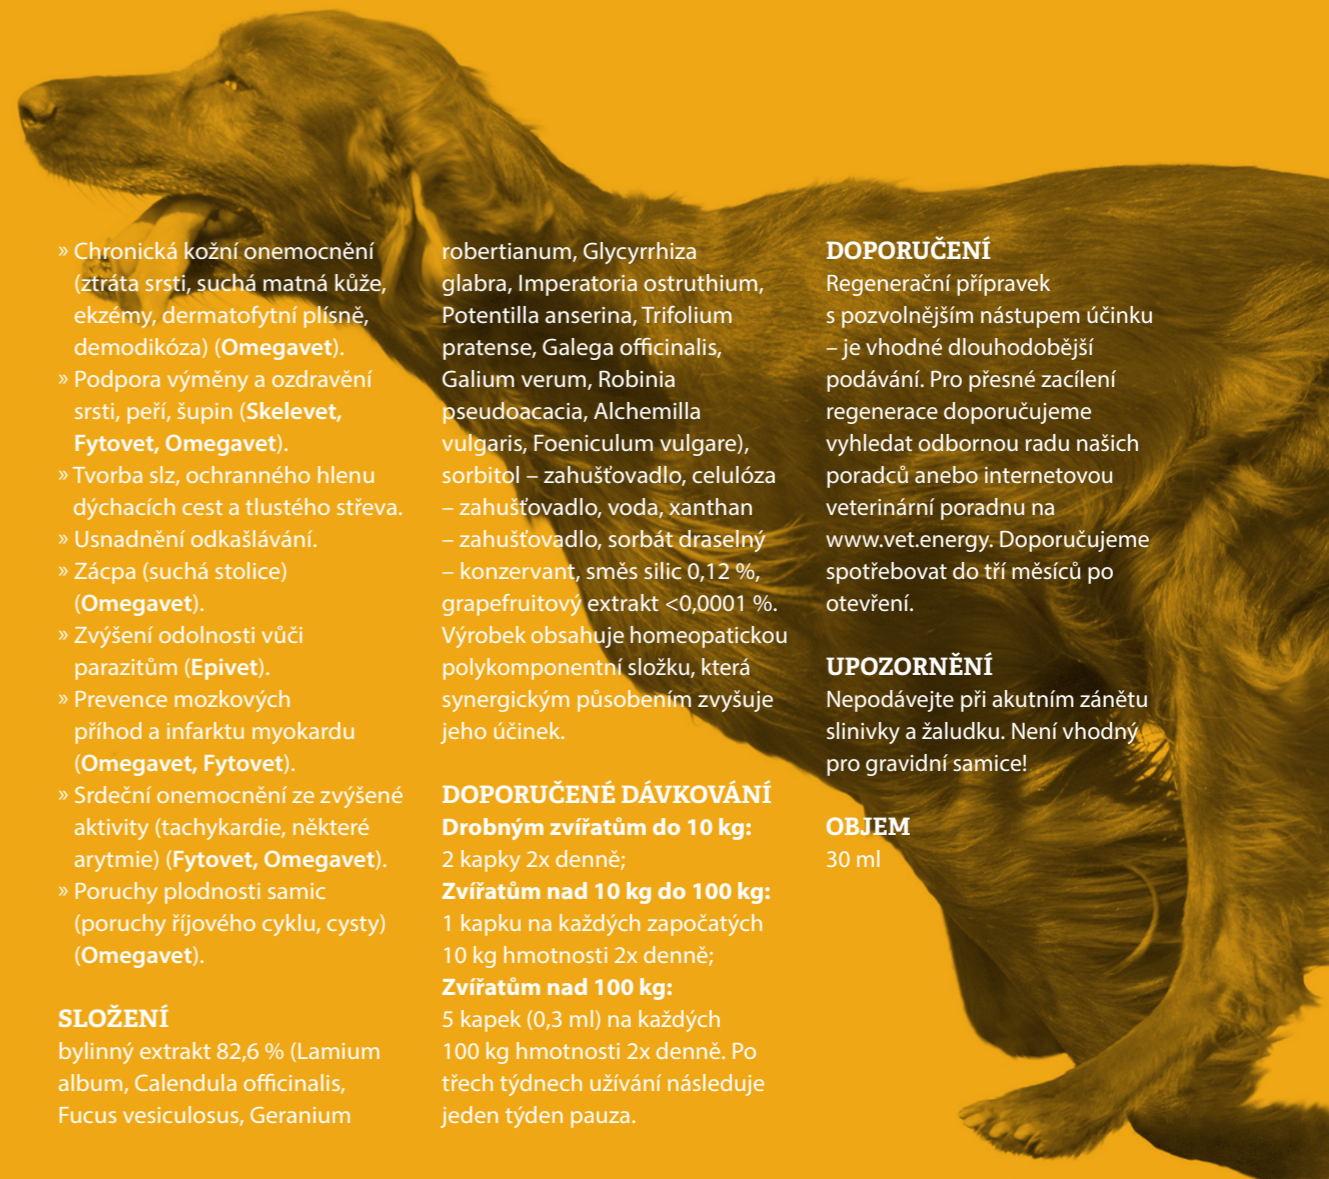 » Chronická kožní onemocnění
(ztráta srsti, suchá matná kůže,
ekzémy, dermatofytní plísně,
demodikóza) (Omegavet).
» Podpora výměny a ozdravění
srsti, peří, šupin (Skelevet,
Fytovet, Omegavet).
» Tvorba slz, ochranného hlenu
dýchacích cest a tlustého střeva.
» Usnadnění odkašlávání.
» Zácpa (suchá stolice)
(Omegavet).
» Zvýšení odolnosti vůči
parazitům (Epivet).
» Prevence mozkových
příhod a infarktu myokardu
(Omegavet, Fytovet).
» Srdeční onemocnění ze zvýšené
aktivity (tachykardie, některé
arytmie) (Fytovet, Omegavet).
» Poruchy plodnosti samic
(poruchy říjového cyklu, cysty)
(Omegavet).
SLOŽENÍ
bylinný extrakt 82,6 % (Lamium
album, Calendula officinalis,
Fucus vesiculosus, Geranium
robertianum, Glycyrrhiza
glabra, Imperatoria ostruthium,
Potentilla anserina, Trifolium
pratense, Galega officinalis,
Galium verum, Robinia
pseudoacacia, Alchemilla
vulgaris, Foeniculum vulgare),
sorbitol – zahušťovadlo, celulóza
– zahušťovadlo, voda, xanthan
– zahušťovadlo, sorbát draselný
– konzervant, směs silic 0,12 %,
grapefruitový extrakt <0,0001 %.
Výrobek obsahuje homeopatickou
polykomponentní složku, která
synergickým působením zvyšuje
jeho účinek.
DOPORUČENÉ DÁVKOVÁNÍ
Drobným zvířatům do 10 kg:
2 kapky 2x denně;
Zvířatům nad 10 kg do 100 kg:
1 kapku na každých započatých
10 kg hmotnosti 2x denně;
Zvířatům nad 100 kg:
5 kapek (0,3 ml) na každých
100 kg hmotnosti 2x denně. Po
třech týdnech užívání následuje
jeden týden pauza.
DOPORUČENÍ
Regenerační přípravek
s pozvolnějším nástupem účinku
– je vhodné dlouhodobější
podávání. Pro přesné zacílení
regenerace doporučujeme
vyhledat odbornou radu našich
poradců anebo internetovou
veterinární poradnu na
www.vet.energy. Doporučujeme
spotřebovat do tří měsíců po
otevření.
UPOZORNĚNÍ
Nepodávejte při akutním zánětu
slinivky a žaludku. Není vhodný
pro gravidní samice!
OBJEM
30 ml